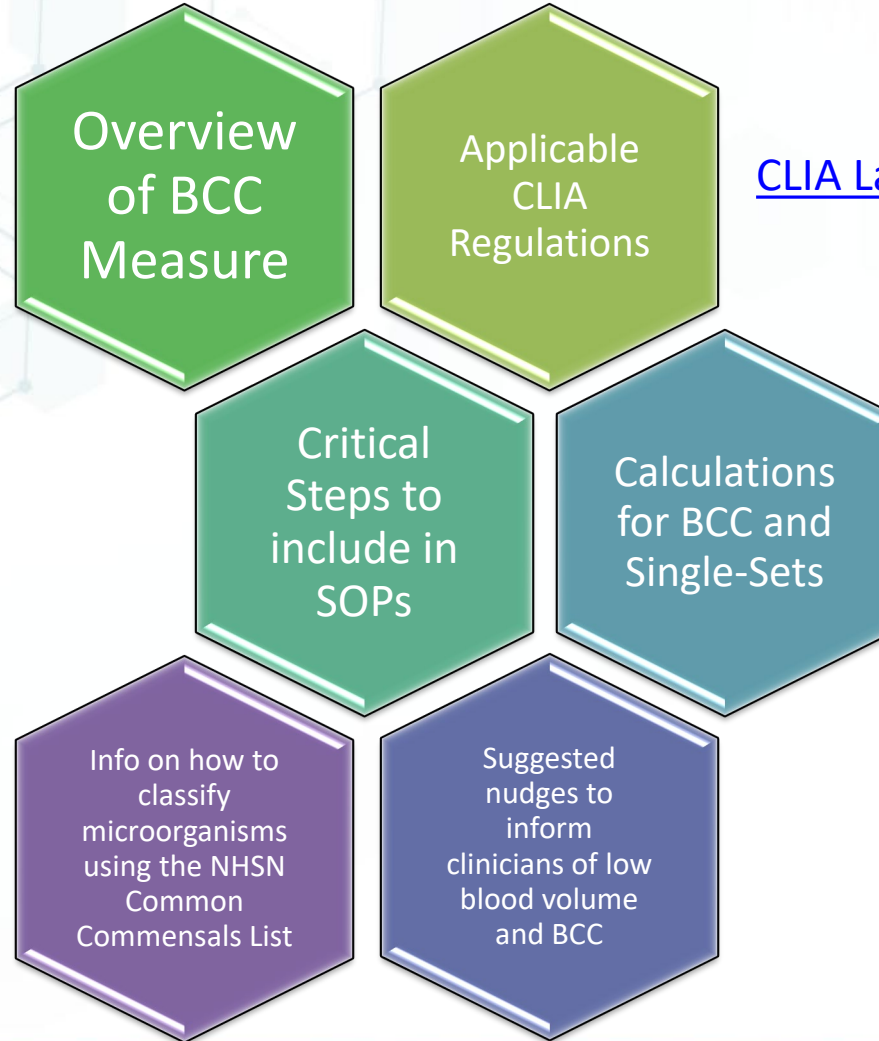 Overview
of BCC
Measure
Applicable
CLIA
Regulations
CLIA
Critical
Steps to
include in
SOPs
Calculations
for BCC and
Single-Sets
Info on how to
classify
microorganisms
using the NHSN
Common
Commensals List
Suggested
nudges to
inform
clinicians of low
blood volume
and BCC